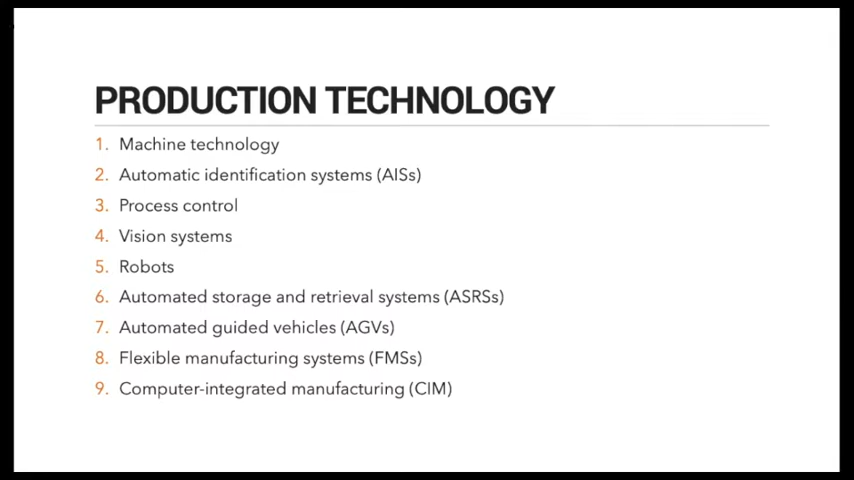 PRODUCTION TECHNOLOGY
1. Machine technology
2. Automatic identification systems (AISs)
3. Process control
4. Vision systems
5. Robots
6. Automated storage and retrieval systems (ASRSs)
7. Automated guided vehicles (AGVs)
8. Flexible manufacturing systems (FMSs)
9. Computer-integrated manufacturing (CIM)